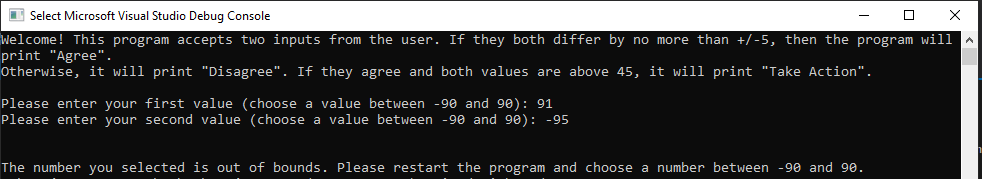 Select Microsoft Visual Studio Debug Console
Welcome! This program accepts two inputs from the user. If they both differ by no more than +/-5, then the program will
print "Agree".
Otherwise, it will print "Disagree". If they agree and both values are above 45, it will print "Take Action".
Please enter your first value (choose a value between -90 and 90): 91
Please enter your second value (choose a value between -90 and 90): -95
The number you selected is out of bounds. Please restart the program and choose a number between -90 and 90.